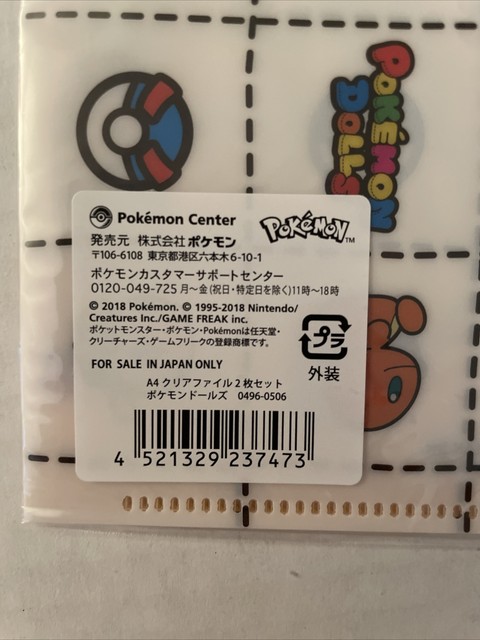 POKÉMON
DOLLS
Pokémon Center
POKéMON™
発売元 株式会社ポケモン
〒106-6108 東京都港区六本木6-10-1
ポケモンカスタマーサポートセンター
0120-049-725 月～金(祝日・特定日を除く)11時～18時
© 2018 Pokémon. © 1995-2018 Nintendo/
Creatures Inc./GAME FREAK inc.
ポケットモンスター・ポケモン・Pokémonは任天堂・
クリーチャーズ・ゲームフリークの登録商標です。
プラ
外装
FOR SALE IN JAPAN ONLY
A4 クリアファイル2枚セット
ポケモンドールズ 0496-0506
4 521329 237473